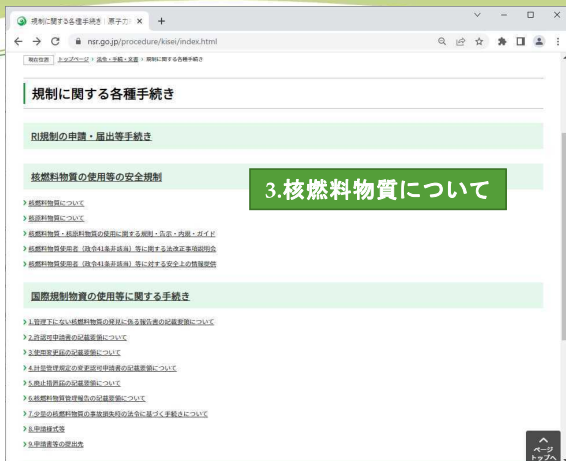 規制に関する各種手続き｜原子力
nsr.go.jp/procedure/kisei/index.html
現在位置 トップページ 法令・手続・文書 規制に関する各種手続き
規制に関する各種手続き
RI規制の申請・届出等手続き
核燃料物質の使用等の安全規制
3.核燃料物質について
核燃料物質について
核原料物質について
核燃料物質・核原料物質の使用に関する規則・告示・内規・ガイド
核燃料物質使用者（政令41条非該当）等に関する法改正事項説明会
核燃料物質使用者（政令41条非該当）等に対する安全上の情報提供
国際規制物資の使用等に関する手続き
1.管理下にない核燃料物質の発見に係る報告書の記載要領について
2.許認可申請書の記載要領について
3.使用変更届の記載要領について
4.計量管理規定の変更認可申請書の記載要領について
5.廃止措置届の記載要領について
6.核燃料物質管理報告の記載要領について
7.少量の核燃料物質の事故損失時の法令に基づく手続きについて
8.申請様式等
9.申請書等の提出先
ページ
トップへ